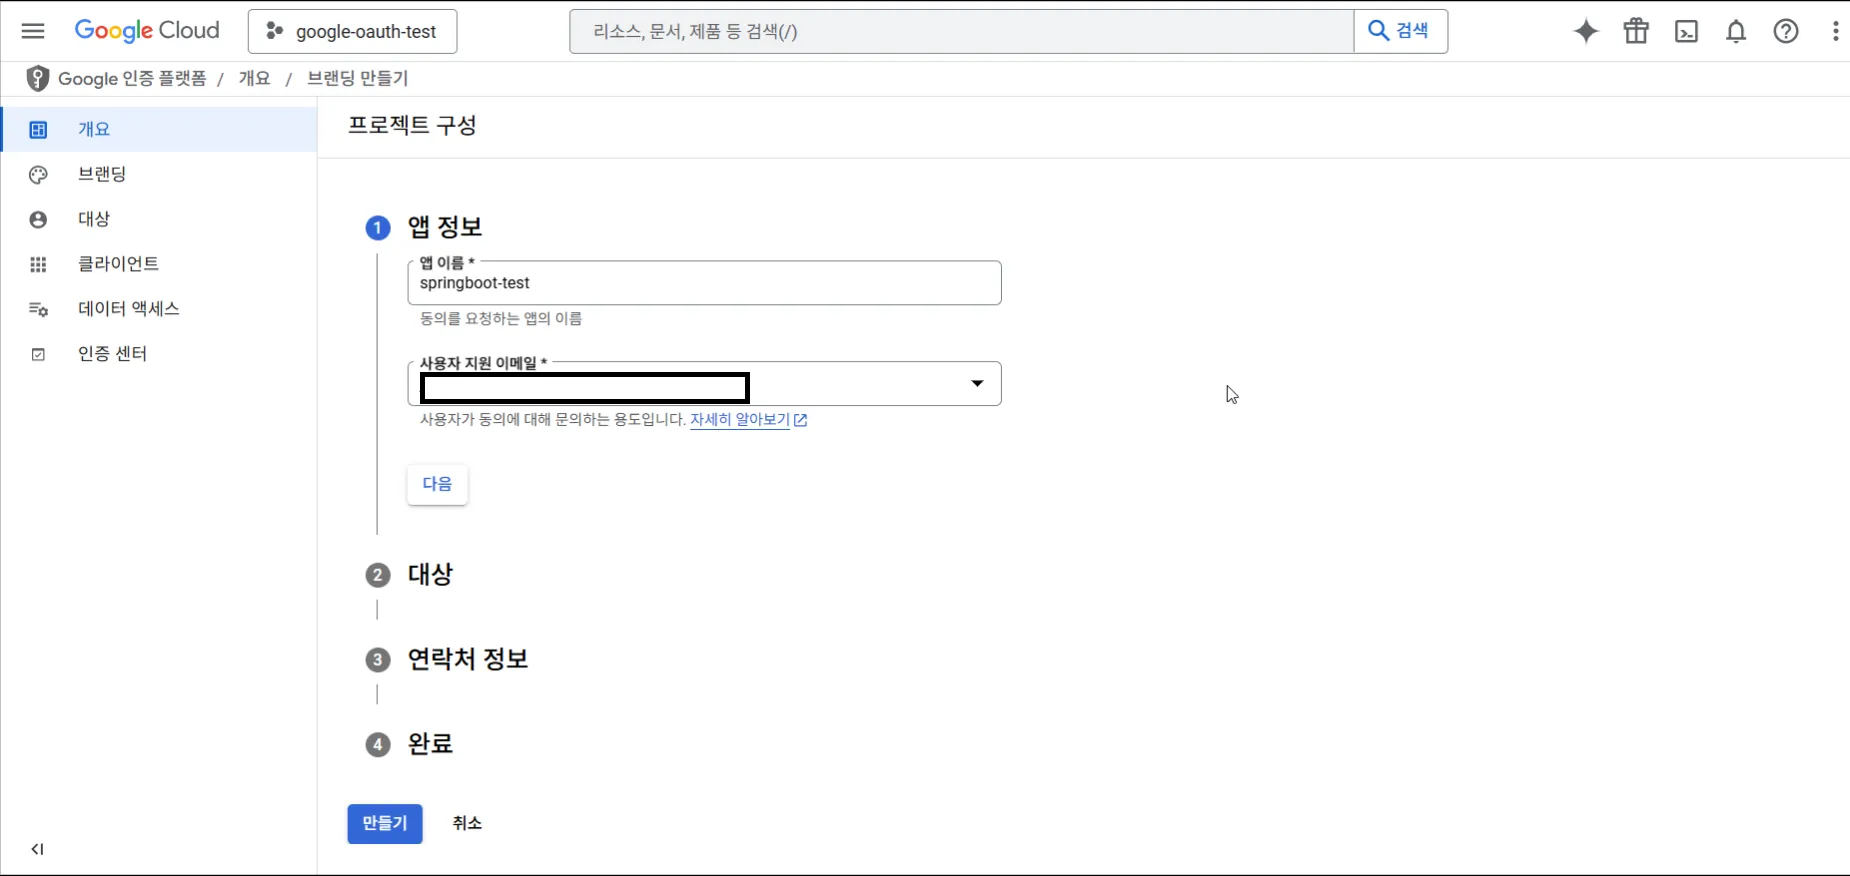 Google Cloud
google-oauth-test
리소스, 문서, 제품 등 검색(/)
검색
Google 인증 플랫폼 / 개요 / 브랜딩 만들기
개요
브랜딩
대상
클라이언트
데이터 액세스
인증 센터
프로젝트 구성
1 앱 정보
앱 이름 *
springboot-test
동의를 요청하는 앱의 이름
사용자 지원 이메일 *
사용자가 동의에 대해 문의하는 용도입니다. 자세히 알아보기
다음
2 대상
3 연락처 정보
4 완료
만들기 취소